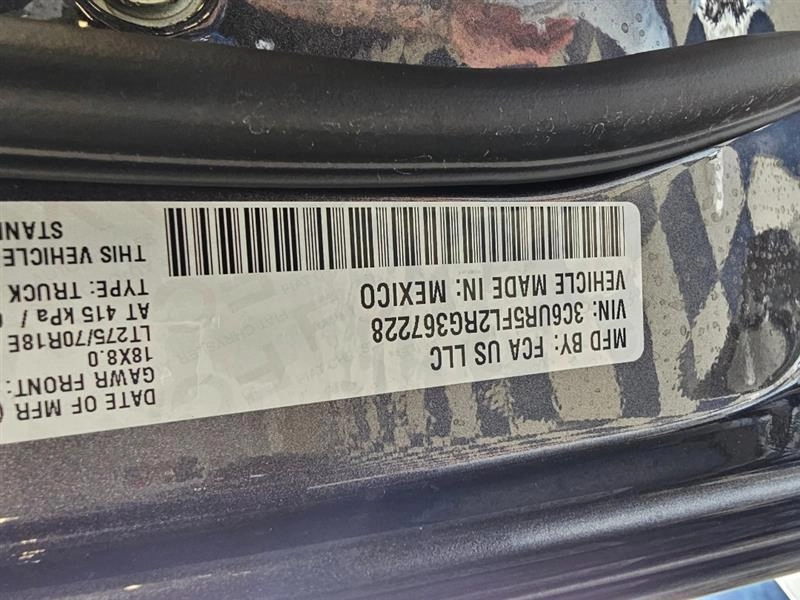 MFD BY: FCA US LLC
VIN: 3C6UR5FL2RG367228
VEHICLE MADE IN: MEXICO
DATE OF MFR
GAWR FRONT:
18X8.0
LT275/70R18E
AT 415 kPa /
TYPE: TRUCK
THIS VEHICLE